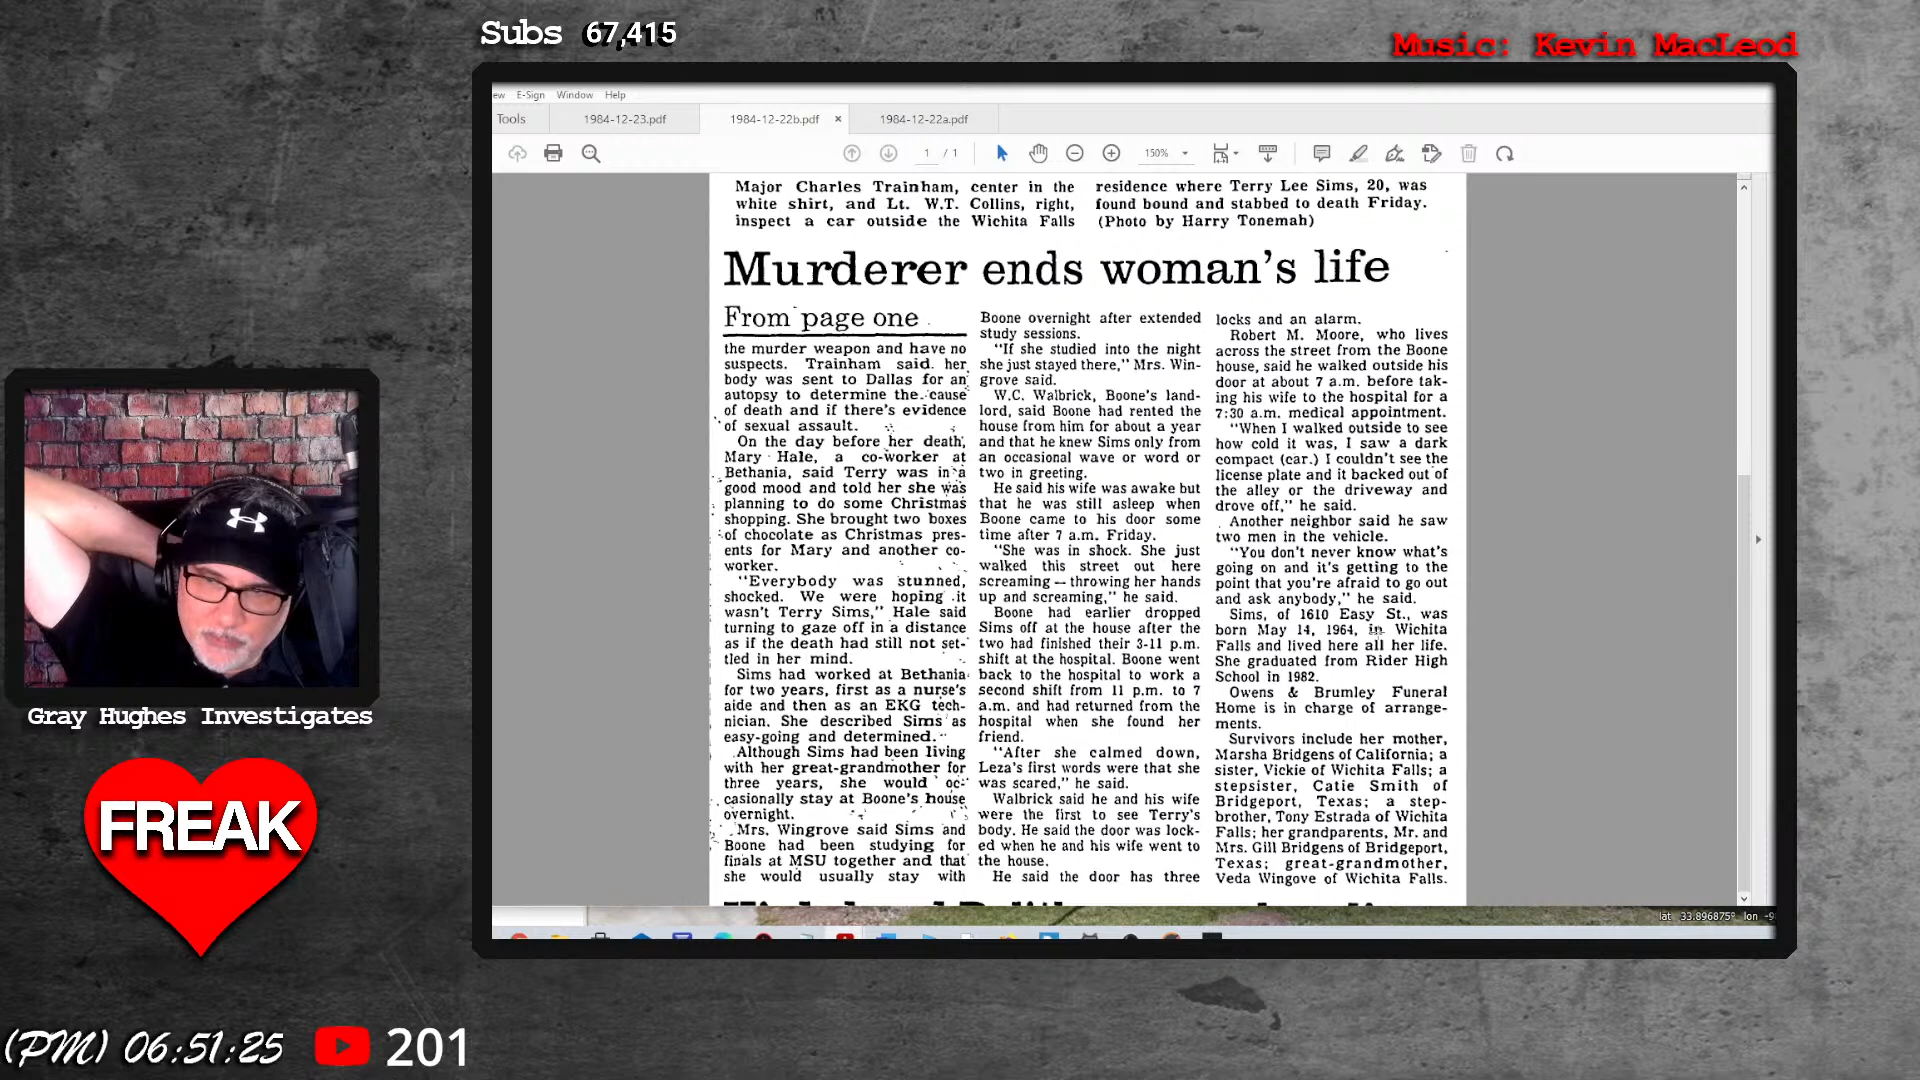 Subs 67,415
Music: Kevin MacLeod
ew E-Sign Window Help
Tools 1984-12-23.pdf 1984-12-22b.pdf × 1984-12-22a.pdf
1 / 1 150%
Major Charles Trainham, center in the
white shirt, and Lt. W.T. Collins, right,
inspect a car outside the Wichita Falls
residence where Terry Lee Sims, 20, was
found bound and stabbed to death Friday.
(Photo by Harry Tonemah)
Murderer ends woman's life
From page one
the murder weapon and have no
suspects. Trainham said her
body was sent to Dallas for an
autopsy to determine the cause
of death and if there's evidence
of sexual assault.
On the day before her death,
Mary Hale, a co-worker at
Bethania, said Terry was in a
good mood and told her she was
planning to do some Christmas
shopping. She brought two boxes
of chocolate as Christmas pres-
ents for Mary and another co-
worker.
"Everybody was stunned,
shocked. We were hoping it
wasn't Terry Sims," Hale said
turning to gaze off in a distance
as if the death had still not set-
tled in her mind.
Sims had worked at Bethania
for two years, first as a nurse's
aide and then as an EKG tech-
nician. She described Sims as
easy-going and determined.
Although Sims had been living
with her great-grandmother for
three years, she would oc-
casionally stay at Boone's house
overnight.
Mrs. Wingrove said Sims and
Boone had been studying for
finals at MSU together and that
she would usually stay with
Boone overnight after extended
study sessions.
"If she studied into the night
she just stayed there," Mrs. Win-
grove said.
W.C. Walbrick, Boone's land-
lord, said Boone had rented the
house from him for about a year
and that he knew Sims only from
an occasional wave or word or
two in greeting.
He said his wife was awake but
that he was still asleep when
Boone came to his door some
time after 7 a.m. Friday.
"She was in shock. She just
walked this street out here
screaming — throwing her hands
up and screaming," he said.
Boone had earlier dropped
Sims off at the house after the
two had finished their 3-11 p.m.
shift at the hospital. Boone went
back to the hospital to work a
second shift from 11 p.m. to 7
a.m. and had returned from the
hospital when she found her
friend.
"After she calmed down,
Leza's first words were that she
was scared," he said.
Walbrick said he and his wife
were the first to see Terry's
body. He said the door was lock-
ed when he and his wife went to
the house.
He said the door has three
locks and an alarm.
Robert M. Moore, who lives
across the street from the Boone
house, said he walked outside his
door at about 7 a.m. before tak-
ing his wife to the hospital for a
7:30 a.m. medical appointment.
"When I walked outside to see
how cold it was, I saw a dark
compact (car.) I couldn't see the
license plate and it backed out of
the alley or the driveway and
drove off," he said.
Another neighbor said he saw
two men in the vehicle.
"You don't never know what's
going on and it's getting to the
point that you're afraid to go out
and ask anybody," he said.
Sims, of 1610 Easy St., was
born May 14, 1964, in Wichita
Falls and lived here all her life.
She graduated from Rider High
School in 1982.
Owens & Brumley Funeral
Home is in charge of arrange-
ments.
Survivors include her mother,
Marsha Bridgens of California; a
sister, Vickie of Wichita Falls; a
stepsister, Catie Smith of
Bridgeport, Texas; a step-
brother, Tony Estrada of Wichita
Falls; her grandparents, Mr. and
Mrs. Gill Bridgens of Bridgeport,
Texas; great-grandmother,
Veda Wingove of Wichita Falls.
lat 33.896875° lon -9
Gray Hughes Investigates
FREAK
(PM) 06:51:25
201